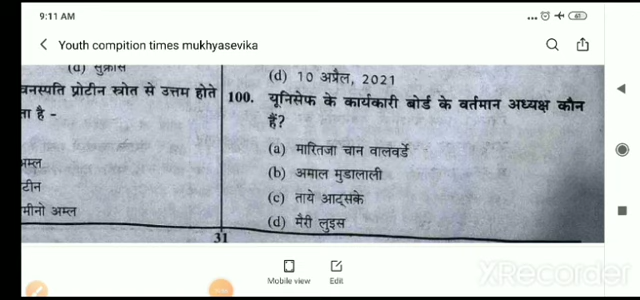 9:11 AM
61
Youth compition times mukhyasevika
(d) सुक्रोस
वनस्पति प्रोटीन स्त्रोत से उत्तम होते
ता है -
अम्ल
टीन
मीनो अम्ल
(d) 10 अप्रैल, 2021
100. यूनिसेफ के कार्यकारी बोर्ड के वर्तमान अध्यक्ष कौन
हैं?
(a) मारितजा चान वालवर्डे
(b) अमाल मुडालाली
(c) ताये आट्सके
(d) मैरी लुइस
31
Mobile view
Edit
XRecorder